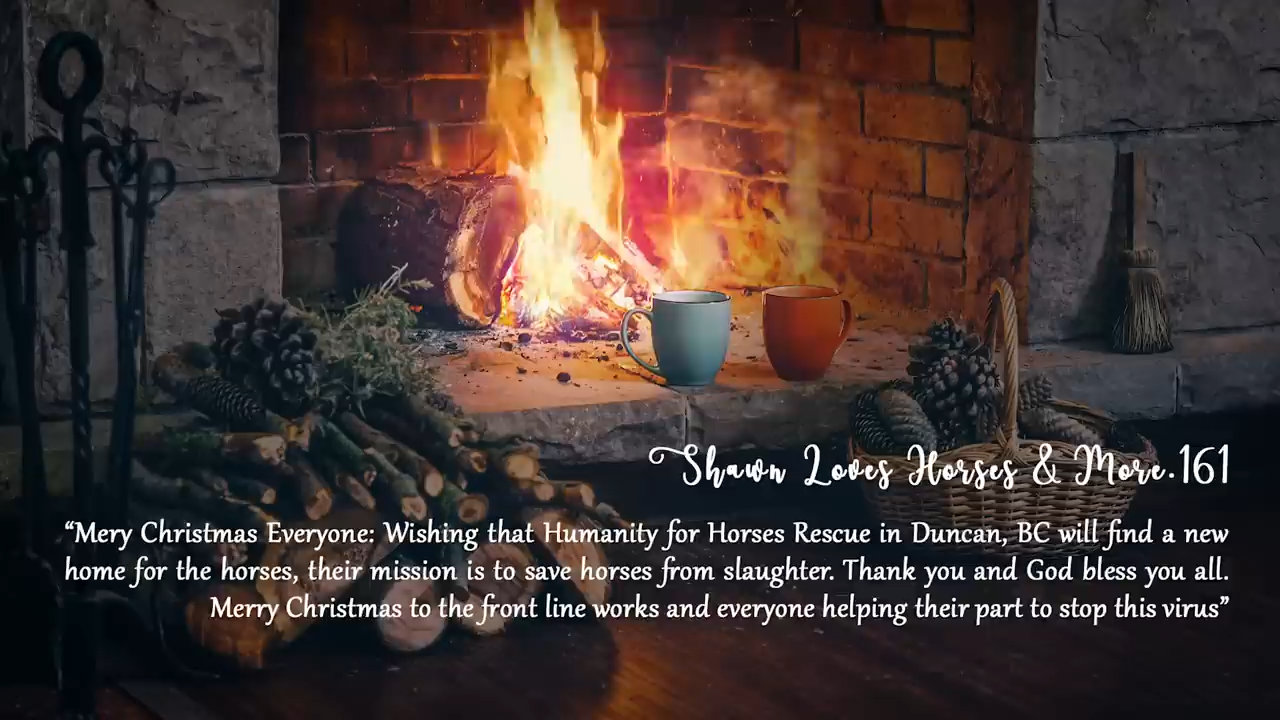 Shawn Loves Horses & More.161
“Mery Christmas Everyone: Wishing that Humanity for Horses Rescue in Duncan, BC will find a new
home for the horses, their mission is to save horses from slaughter. Thank you and God bless you all.
Merry Christmas to the front line works and everyone helping their part to stop this virus”